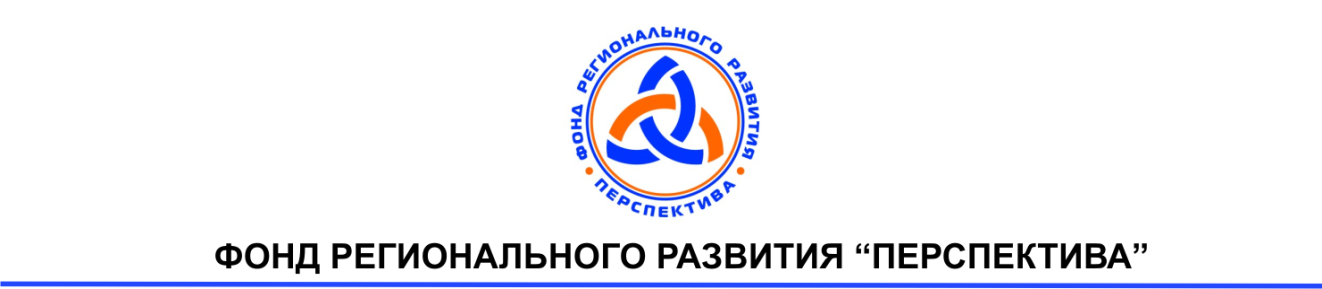 ФОНД РЕГИОНАЛЬНОГО РАЗВИТИЯ
• ПЕРСПЕКТИВА •
ФОНД РЕГИОНАЛЬНОГО РАЗВИТИЯ “ПЕРСПЕКТИВА”